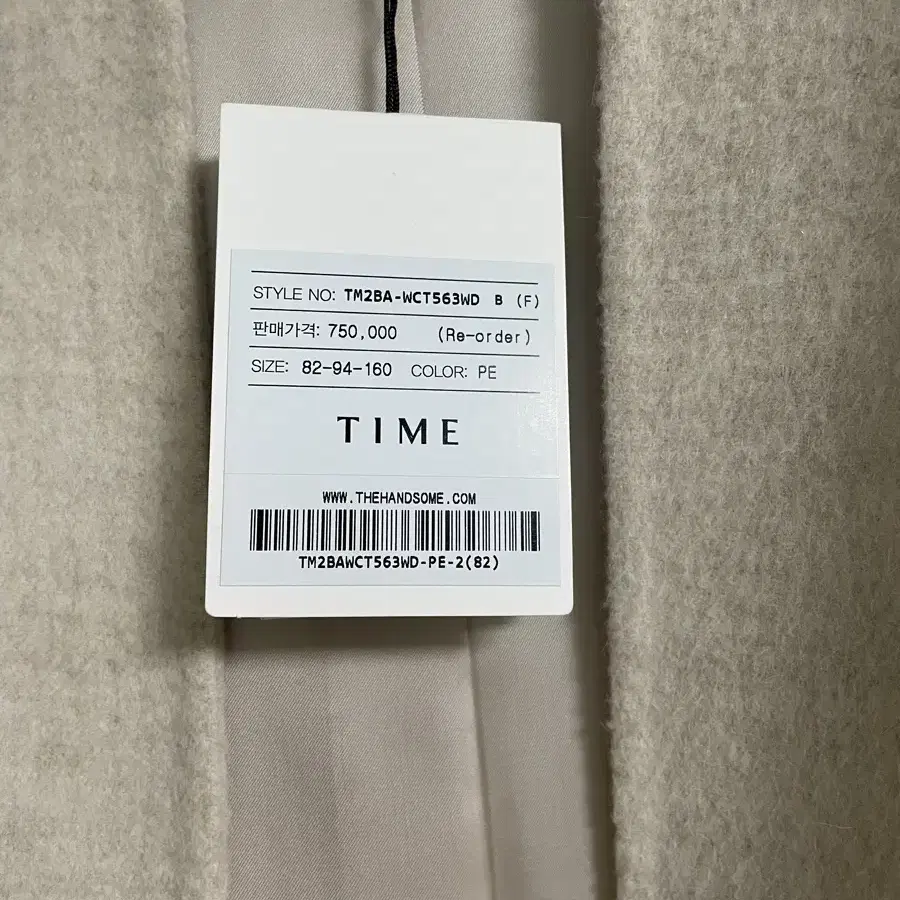 STYLE NO: TM2BA-WCT563WD B (F)
판매가격: 750,000 (Re-order)
SIZE: 82-94-160 COLOR: PE
TIME
WWW.THEHANDSOME.COM
TM2BAWCT563WD-PE-2(82)